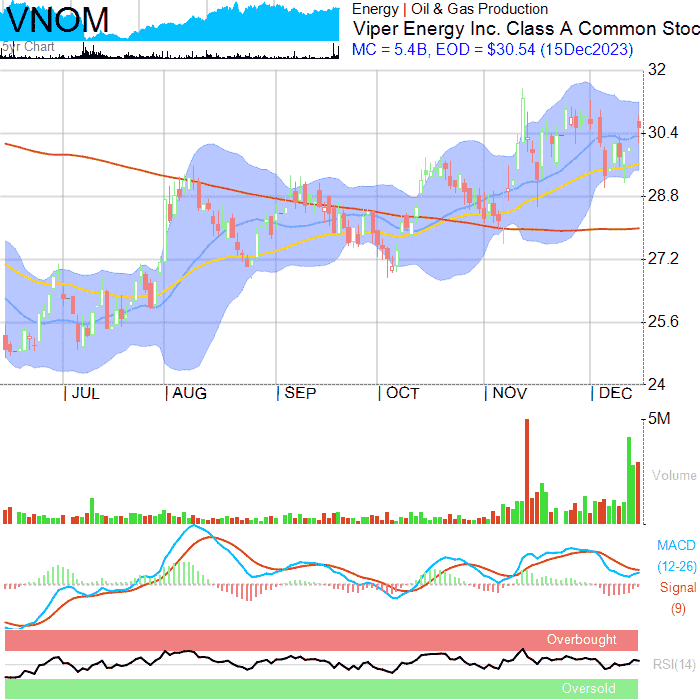 VNOM
5yr Chart
Energy | Oil & Gas Production
Viper Energy Inc. Class A Common Stoc
MC = 5.4B, EOD = $30.54 (15Dec2023)
32
30.4
28.8
27.2
25.6
24
| JUL | AUG | SEP | OCT | NOV | DEC
5M
Volume
MACD
(12-26)
Signal
(9)
Overbought
RSI(14)
Oversold